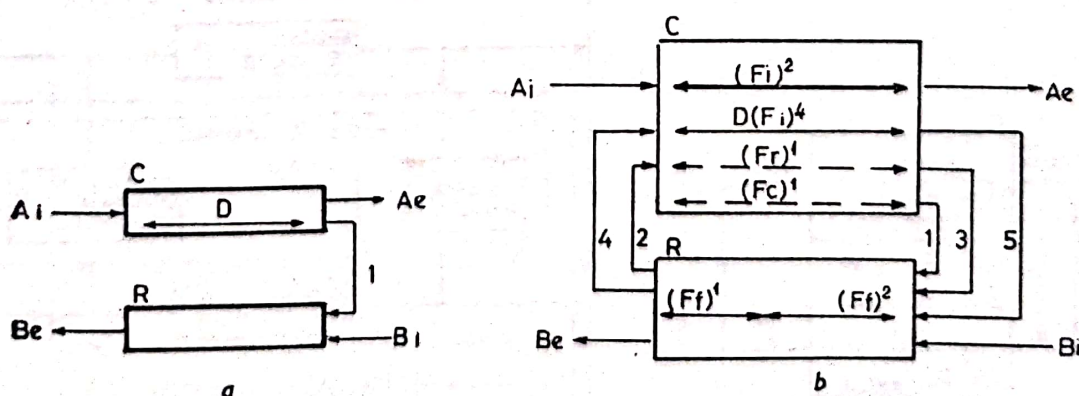 C
D
Ai
Ae
1
R
Be
Bi
a
C
Ai
(Fi)²
Ae
D(Fi)⁴
(Fr)¹
(Fc)¹
4
2
R
1
3
5
(Ff)¹
(Ff)²
Be
Bi
b